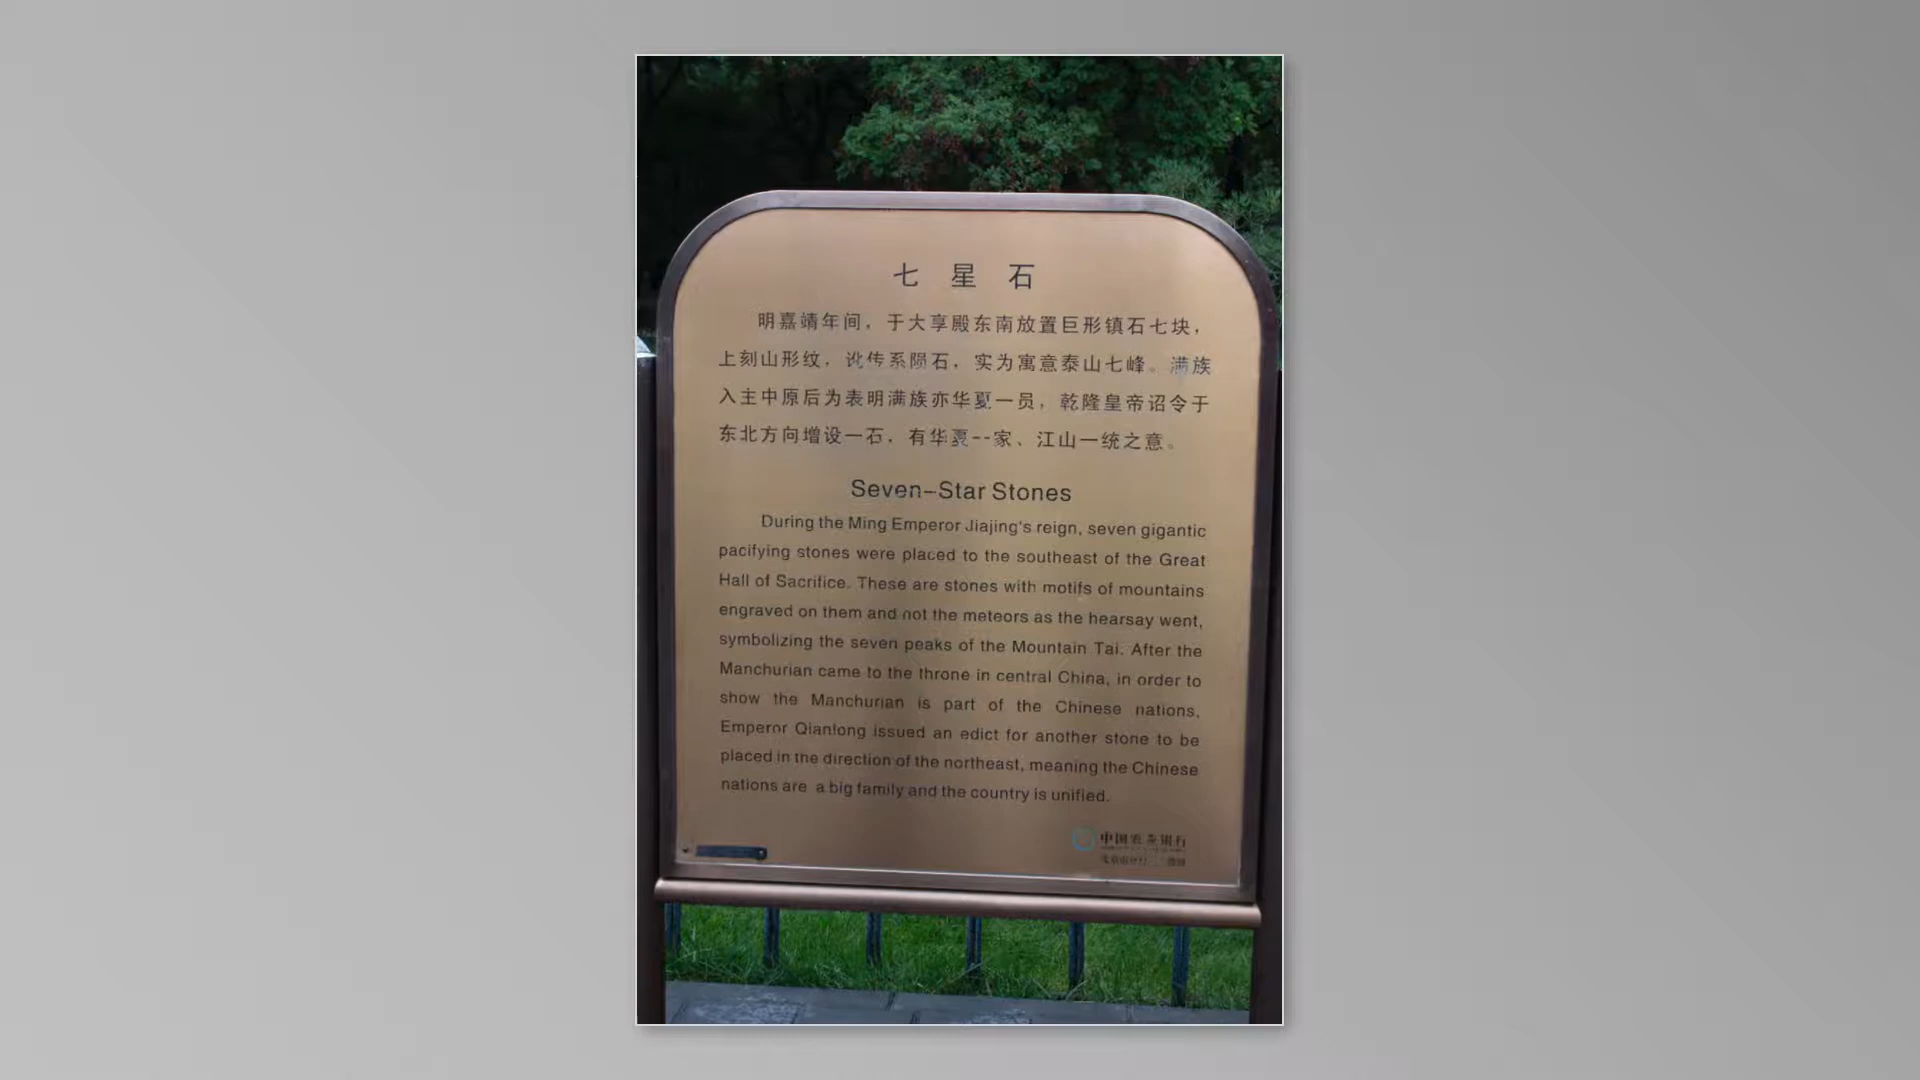 七 星 石
明嘉靖年间，于大享殿东南放置巨形镇石七块，
上刻山形纹，讹传系陨石，实为寓意泰山七峰。满族
入主中原后为表明满族亦华夏一员，乾隆皇帝诏令于
东北方向增设一石，有华夏一家、江山一统之意。
Seven-Star Stones
During the Ming Emperor Jiajing's reign, seven gigantic
pacifying stones were placed to the southeast of the Great
Hall of Sacrifice. These are stones with motifs of mountains
engraved on them and not the meteors as the hearsay went,
symbolizing the seven peaks of the Mountain Tai. After the
Manchurian came to the throne in central China, in order to
show the Manchurian is part of the Chinese nations,
Emperor Qianlong issued an edict for another stone to be
placed in the direction of the northeast, meaning the Chinese
nations are a big family and the country is unified.
中国农业银行